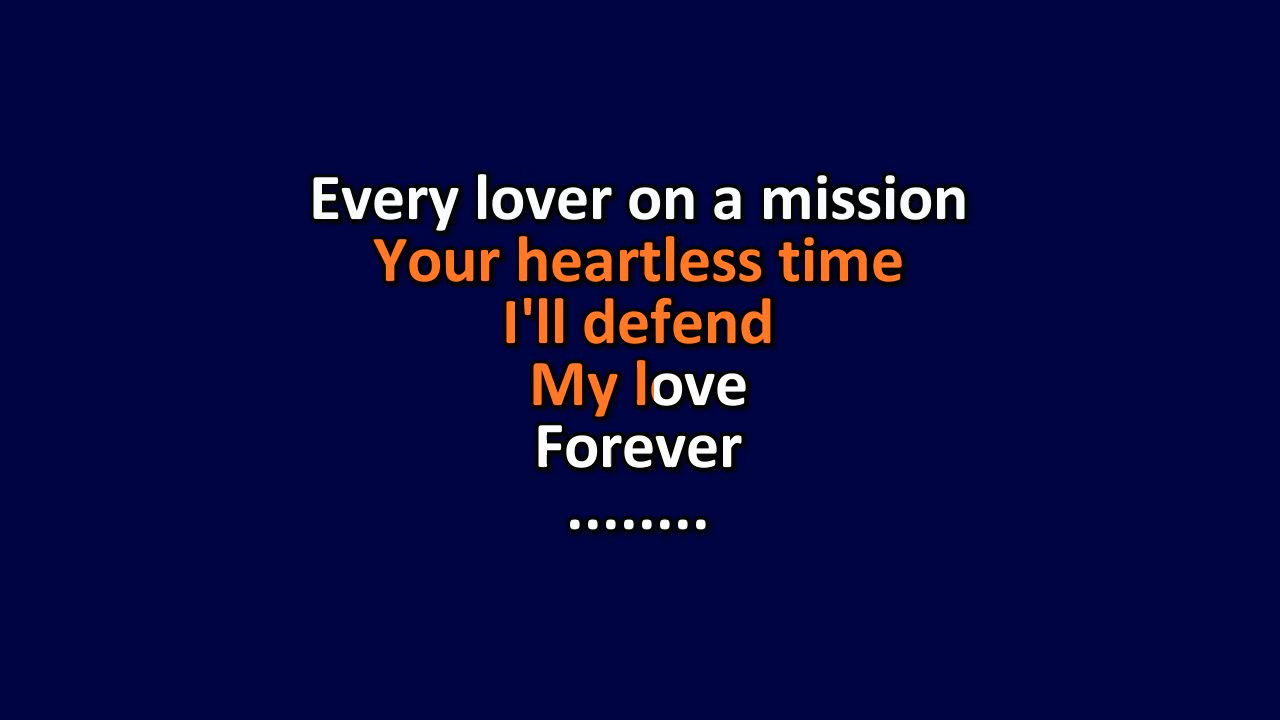 Every lover on a mission
Your heartless time
I'll defend
My love
Forever
........